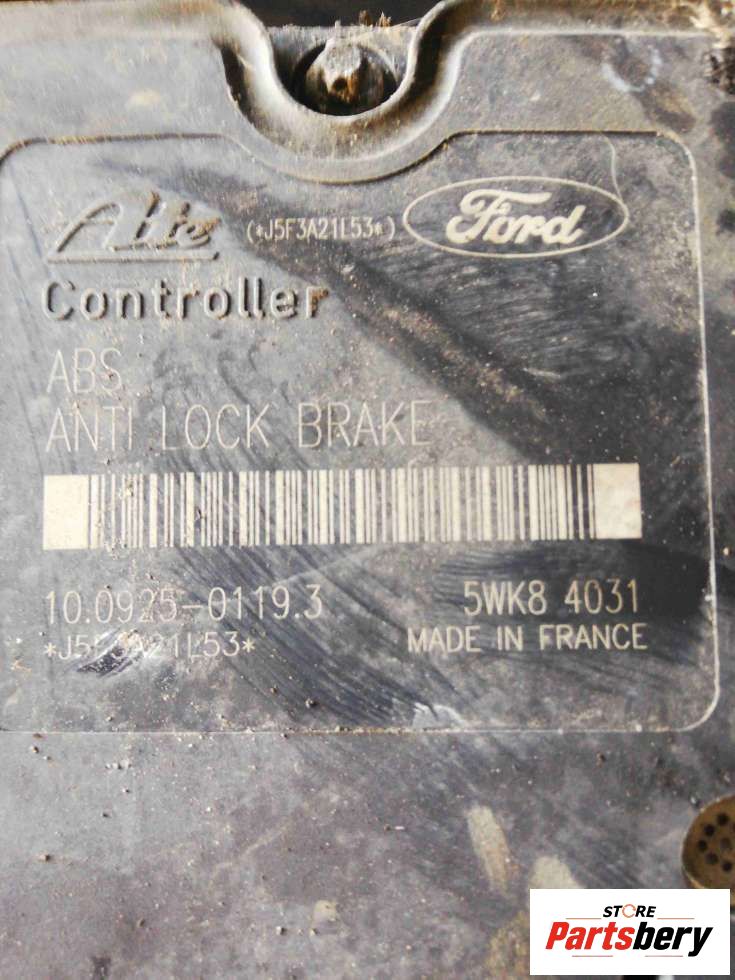 Ate (*J5F3A21L53*) Ford
Controller
ABS
ANTI LOCK BRAKE
10.0925-0119.3 5WK8 4031
*J5F3A21L53* MADE IN FRANCE
STORE
Partsbery